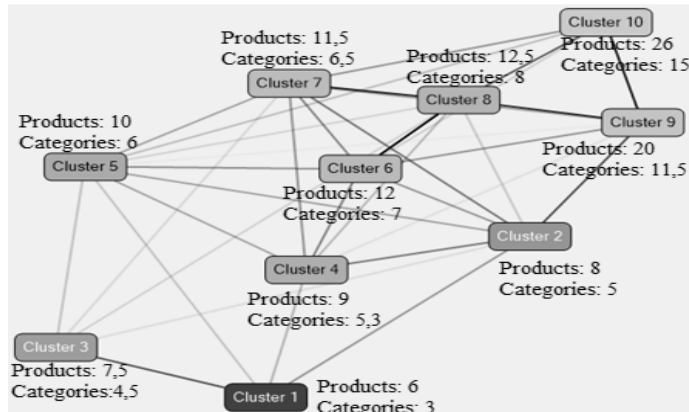 Cluster 10
Products: 26
Categories: 15
Products: 11,5
Categories: 6,5
Cluster 7
Products: 12,5
Categories: 8
Cluster 8
Cluster 9
Products: 20
Categories: 11,5
Products: 10
Categories: 6
Cluster 5
Cluster 6
Products: 12
Categories: 7
Cluster 2
Products: 8
Categories: 5
Cluster 4
Products: 9
Categories: 5,3
Cluster 3
Products: 7,5
Categories:4,5
Cluster 1
Products: 6
Categories: 3